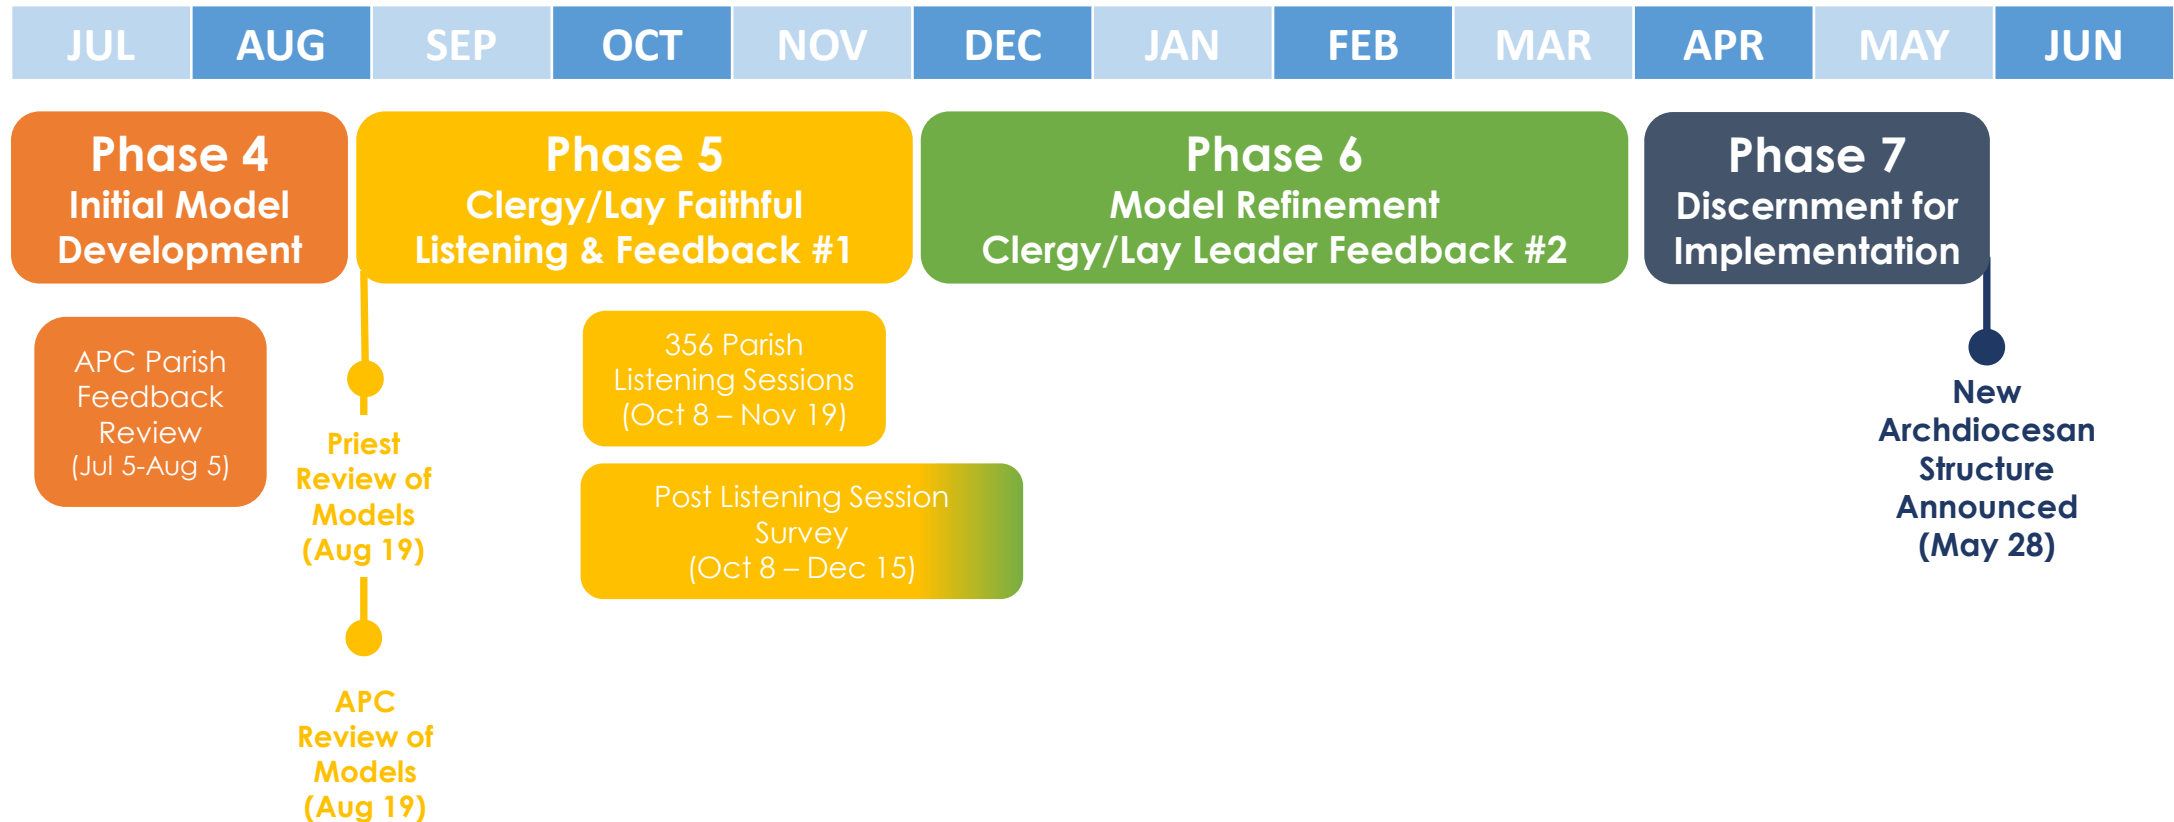 JUL AUG SEP OCT NOV DEC JAN FEB MAR APR MAY JUN
Phase 4
Initial Model
Development
Phase 5
Clergy/Lay Faithful
Listening & Feedback #1
Phase 6
Model Refinement
Clergy/Lay Leader Feedback #2
Phase 7
Discernment for
Implementation
APC Parish
Feedback
Review
(Jul 5-Aug 5)
Priest
Review of
Models
(Aug 19)
APC
Review of
Models
(Aug 19)
356 Parish
Listening Sessions
(Oct 8 – Nov 19)
Post Listening Session
Survey
(Oct 8 – Dec 15)
New
Archdiocesan
Structure
Announced
(May 28)